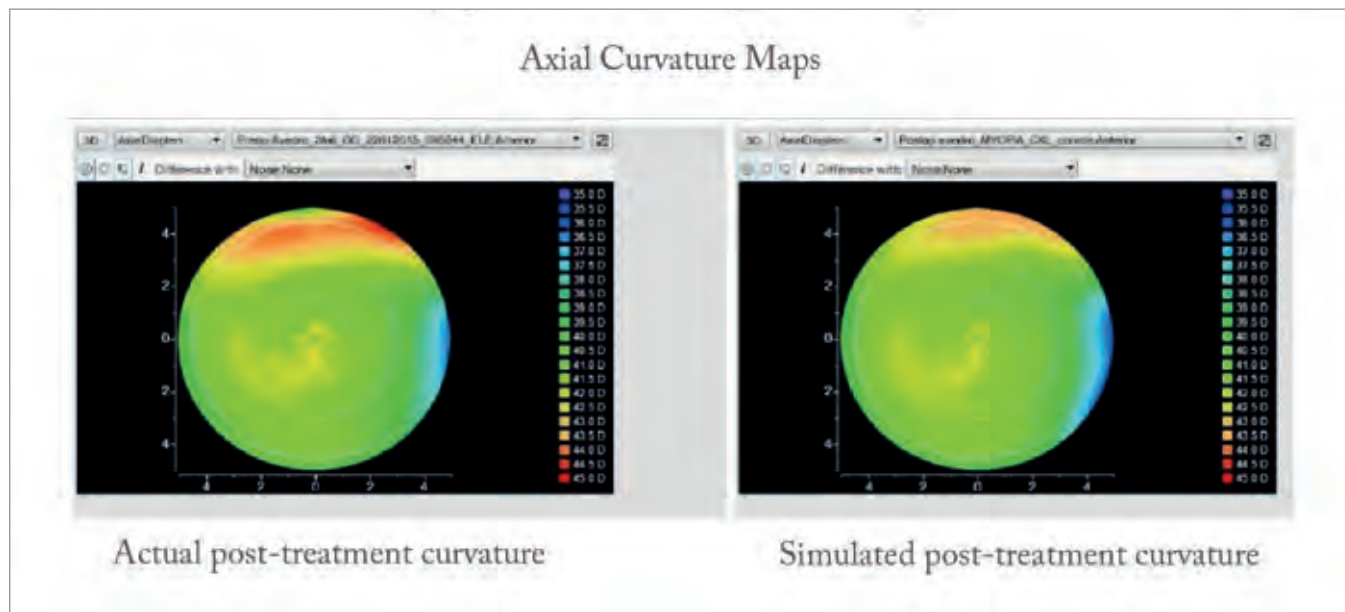 Axial Curvature Maps
3D
Difference with: None:None
3D
Difference with: None:None
35.0 D
35.5 D
36.0 D
36.5 D
37.0 D
37.5 D
38.0 D
38.5 D
39.0 D
39.5 D
40.0 D
40.5 D
41.0 D
41.5 D
42.0 D
42.5 D
43.0 D
43.5 D
44.0 D
44.5 D
45.0 D
35.0 D
35.5 D
36.0 D
36.5 D
37.0 D
37.5 D
38.0 D
38.5 D
39.0 D
39.5 D
40.0 D
40.5 D
41.0 D
41.5 D
42.0 D
42.5 D
43.0 D
43.5 D
44.0 D
44.5 D
45.0 D
4
2
0
2
4
4 2 0 2 4
4
2
0
2
4
4 2 0 2 4
Actual post-treatment curvature
Simulated post-treatment curvature